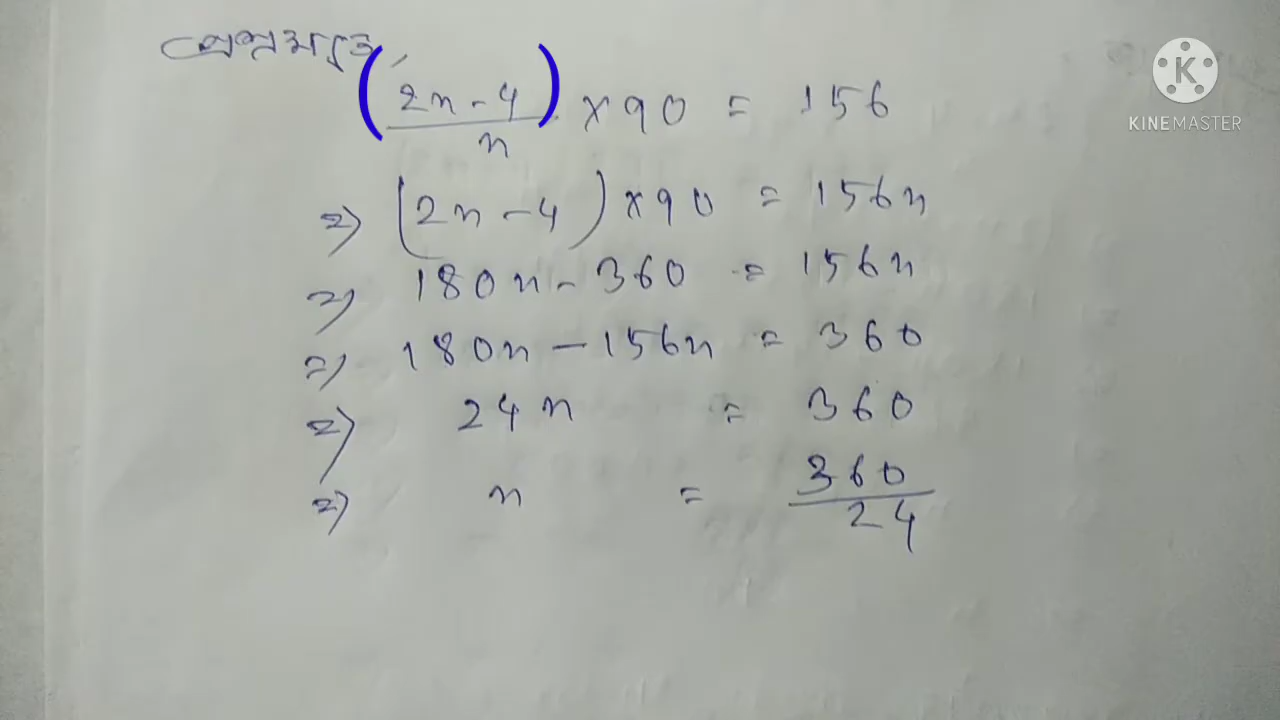 প্রশ্নমতে,
(2n - 4)/n × 90 = 156
⇒ (2n - 4) × 90 = 156n
⇒ 180n - 360 = 156n
⇒ 180n - 156n = 360
⇒ 24n = 360
⇒ n = 360/24
KINEMASTER